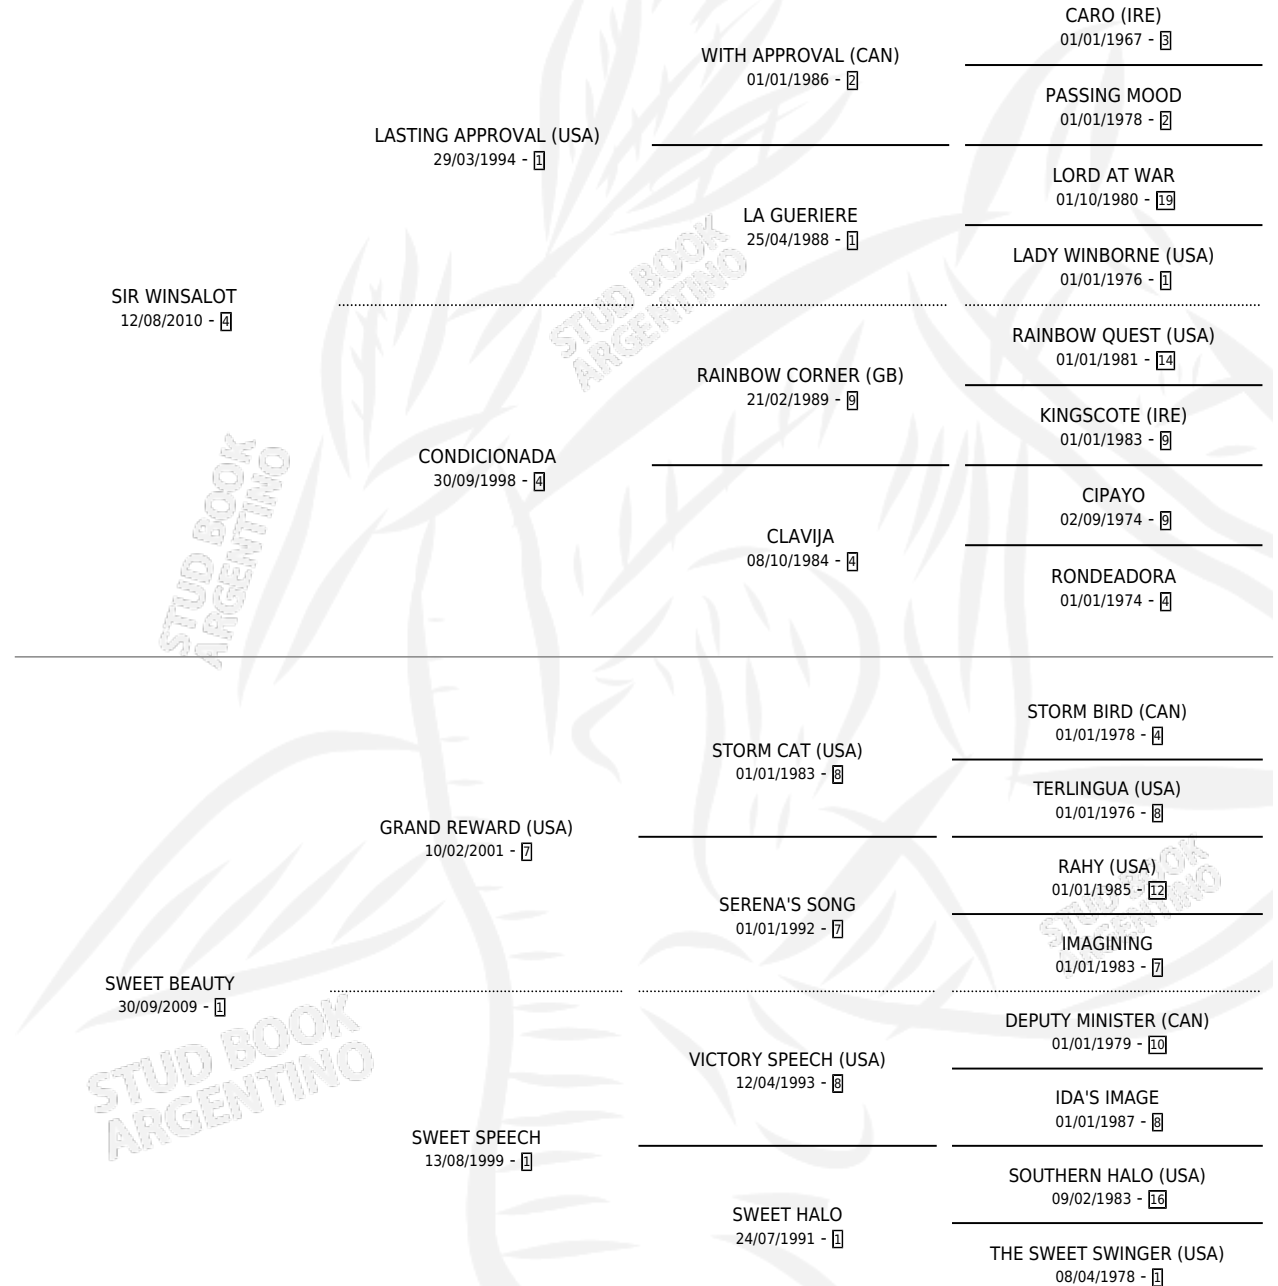 CARO (IRE)
01/01/1967 - 3
WITH APPROVAL (CAN)
01/01/1986 - 2
PASSING MOOD
01/01/1978 - 2
LASTING APPROVAL (USA)
29/03/1994 - 1
LORD AT WAR
01/10/1980 - 19
LA GUERIERE
25/04/1988 - 1
LADY WINBORNE (USA)
01/01/1976 - 1
SIR WINSALOT
12/08/2010 - 4
RAINBOW QUEST (USA)
01/01/1981 - 14
RAINBOW CORNER (GB)
21/02/1989 - 9
KINGSCOTE (IRE)
01/01/1983 - 9
CONDICIONADA
30/09/1998 - 4
CIPAYO
02/09/1974 - 9
CLAVIJA
08/10/1984 - 4
RONDEADORA
01/01/1974 - 4
STORM BIRD (CAN)
01/01/1978 - 4
STORM CAT (USA)
01/01/1983 - 8
TERLINGUA (USA)
01/01/1976 - 8
GRAND REWARD (USA)
10/02/2001 - 7
RAHY (USA)
01/01/1985 - 12
SERENA'S SONG
01/01/1992 - 7
IMAGINING
01/01/1983 - 7
SWEET BEAUTY
30/09/2009 - 1
DEPUTY MINISTER (CAN)
01/01/1979 - 10
VICTORY SPEECH (USA)
12/04/1993 - 8
IDA'S IMAGE
01/01/1987 - 8
SWEET SPEECH
13/08/1999 - 1
SOUTHERN HALO (USA)
09/02/1983 - 16
SWEET HALO
24/07/1991 - 1
THE SWEET SWINGER (USA)
08/04/1978 - 1
STUD BOOK
ARGENTINO
STUD BOOK
ARGENTINO
STUD BOOK
ARGENTINO
STUD BOOK
ARGENTINO